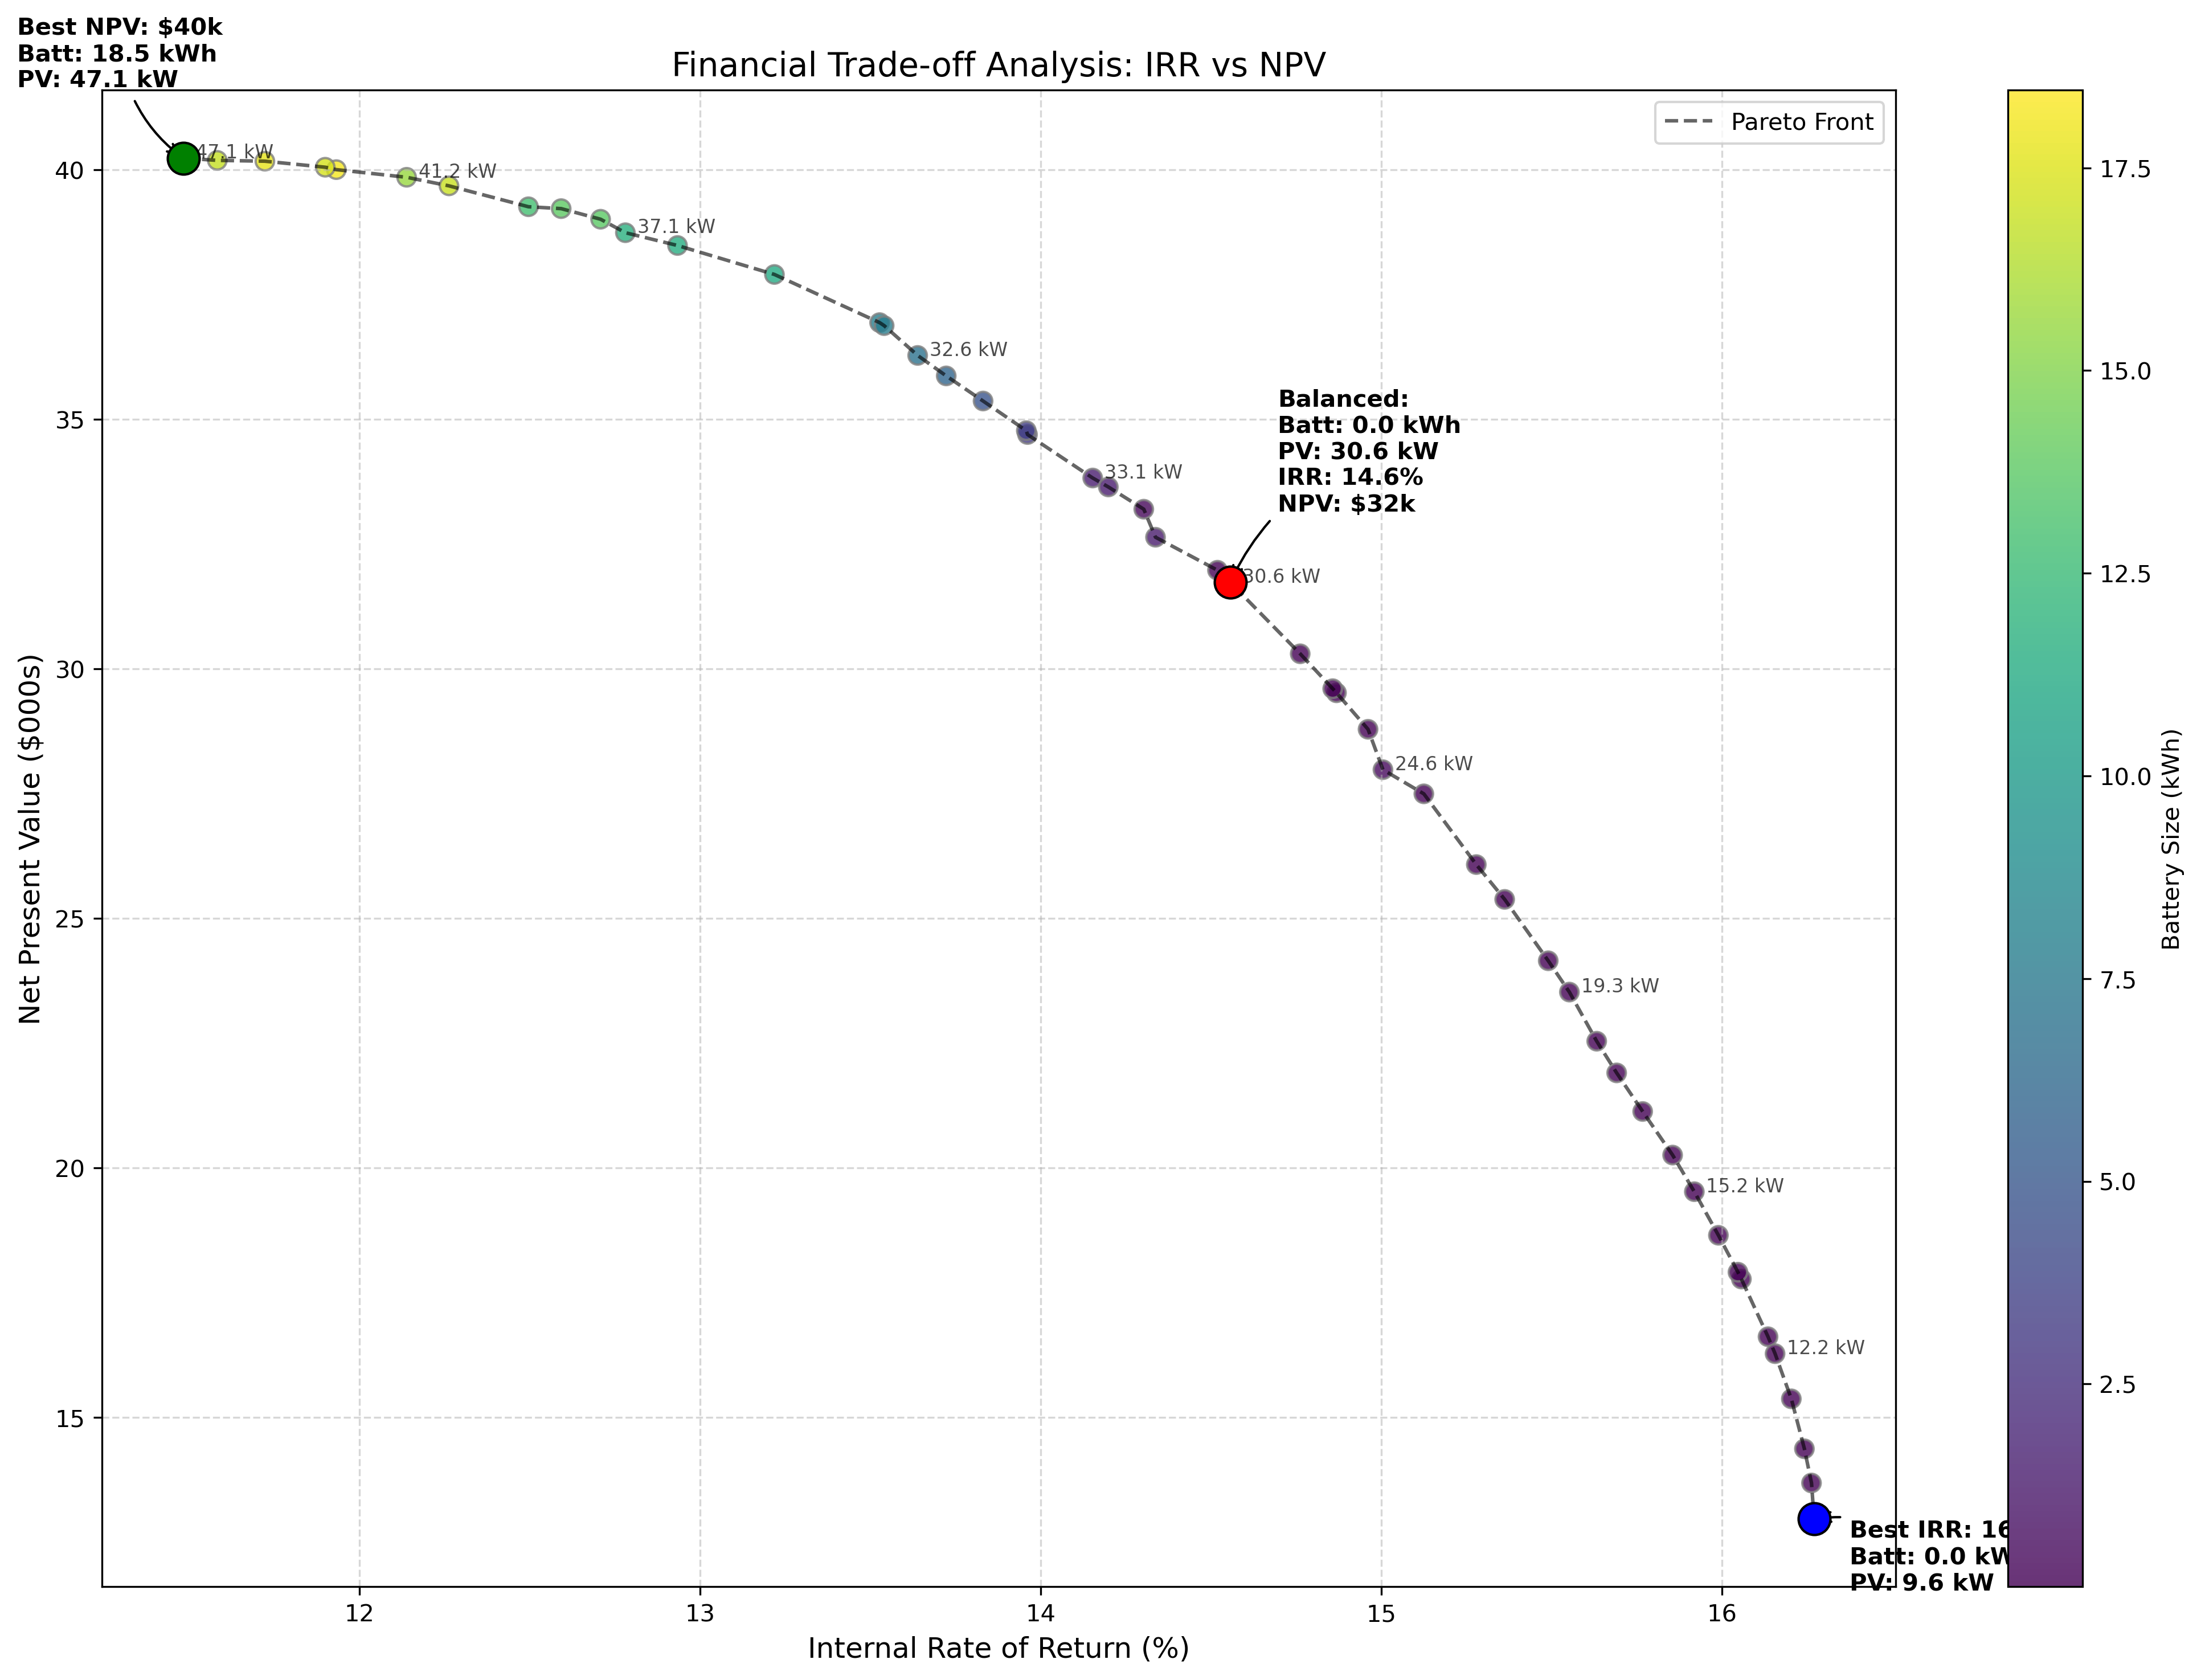 Best NPV: $40k
Batt: 18.5 kWh
PV: 47.1 kW
Financial Trade-off Analysis: IRR vs NPV
Pareto Front
47.1 kW
41.2 kW
37.1 kW
32.6 kW
Balanced:
Batt: 0.0 kWh
PV: 30.6 kW
IRR: 14.6%
NPV: $32k
33.1 kW
30.6 kW
24.6 kW
19.3 kW
15.2 kW
12.2 kW
Best IRR: 16
Batt: 0.0 kW
PV: 9.6 kW
40
35
30
25
20
15
Net Present Value ($000s)
12
13
14
15
16
Internal Rate of Return (%)
17.5
15.0
12.5
10.0
7.5
5.0
2.5
Battery Size (kWh)